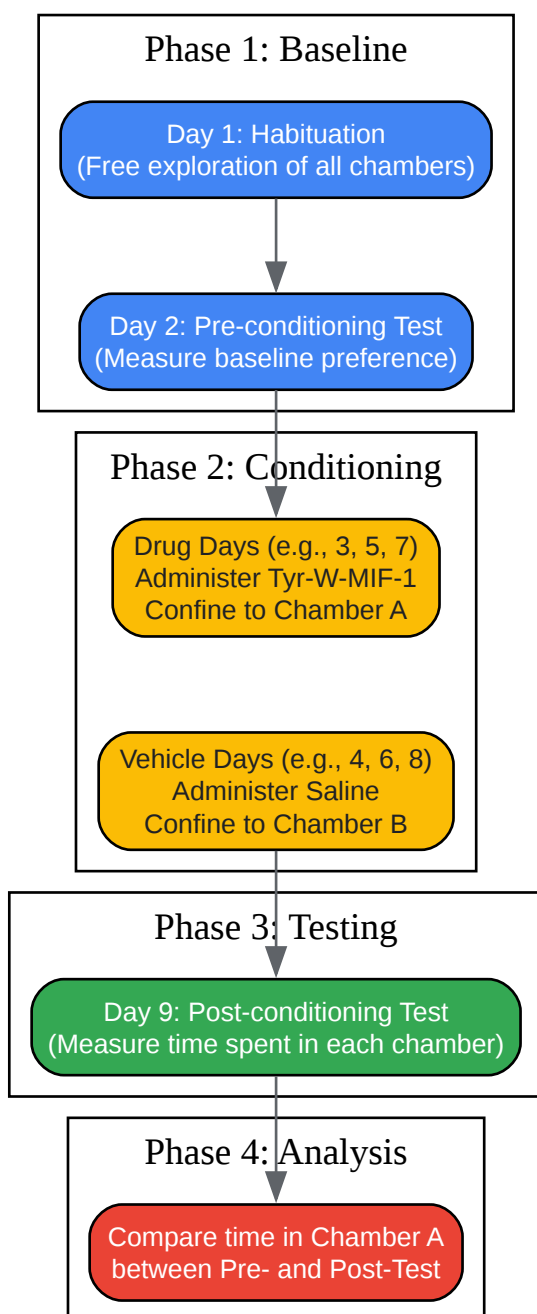 Phase 1: Baseline
Day 1: Habituation
(Free exploration of all chambers)
Day 2: Pre-conditioning Test
(Measure baseline preference)
Phase 2: Conditioning
Drug Days (e.g., 3, 5, 7)
Administer Tyr-W-MIF-1
Confine to Chamber A
Vehicle Days (e.g., 4, 6, 8)
Administer Saline
Confine to Chamber B
Phase 3: Testing
Day 9: Post-conditioning Test
(Measure time spent in each chamber)
Phase 4: Analysis
Compare time in Chamber A
between Pre- and Post-Test